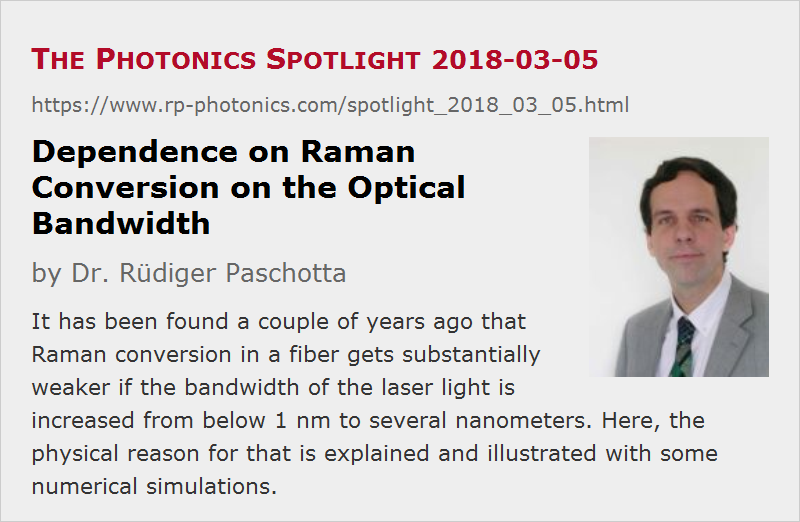 The Photonics Spotlight 2018-03-05
https://www.rp-photonics.com/spotlight_2018_03_05.html
Dependence on Raman
Conversion on the Optical
Bandwidth
by Dr. Rüdiger Paschotta
It has been found a couple of years ago that
Raman conversion in a fiber gets substantially
weaker if the bandwidth of the laser light is
increased from below 1 nm to several nanometers. Here, the
physical reason for that is explained and illustrated with some
numerical simulations.